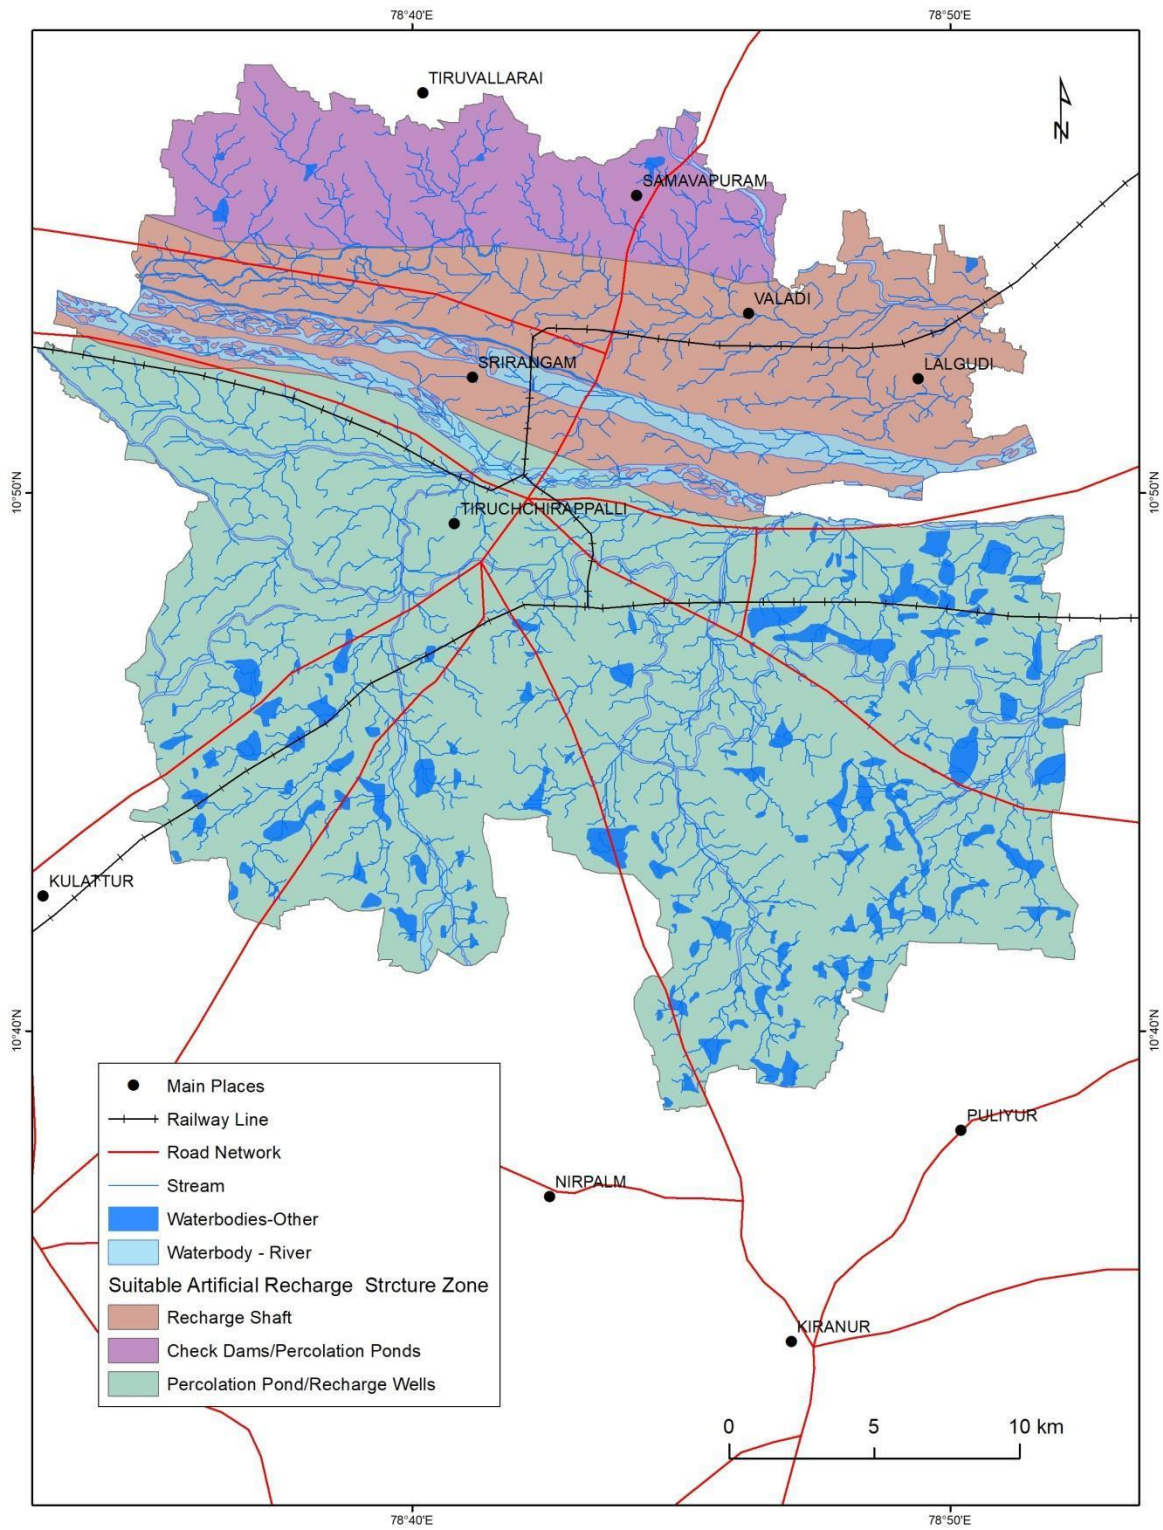 78°40'E
78°50'E
TIRUVALLARAI
N
SAMAVAPURAM
VALADI
SRIRANGAM
LALGUDI
10°50'N
10°50'N
TIRUCHCHIRAPPALLI
KULATTUR
10°40'N
10°40'N
Main Places
Railway Line
Road Network
Stream
Waterbodies-Other
Waterbody - River
Suitable Artificial Recharge Strcture Zone
Recharge Shaft
Check Dams/Percolation Ponds
Percolation Pond/Recharge Wells
PULIYUR
NIRPALM
KIRANUR
0 5 10 km
78°40'E
78°50'E